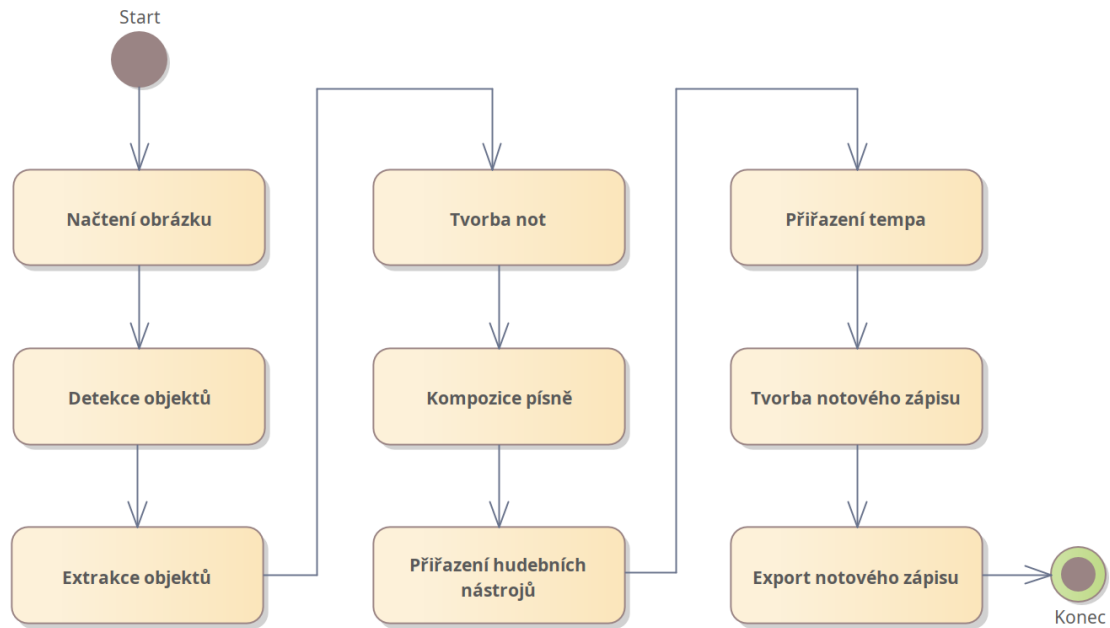 Start
Načtení obrázku
Detekce objektů
Extrakce objektů
Tvorba not
Kompozice písně
Přiřazení hudebních
nástrojů
Přiřazení tempa
Tvorba notového zápisu
Export notového zápisu
Konec